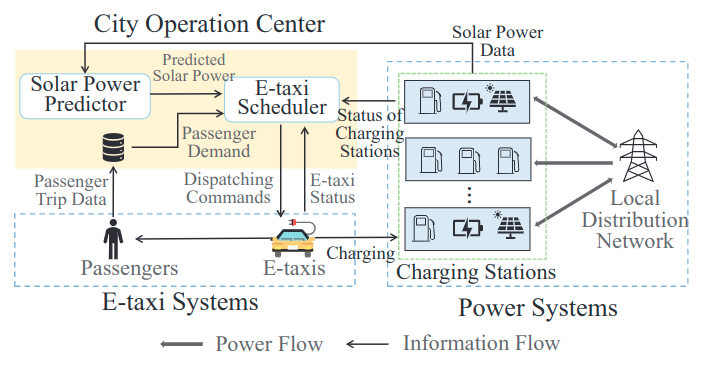 City Operation Center
Solar Power
Data
Predicted
Solar Power
Solar Power
Predictor
E-taxi
Scheduler
Status of
Charging
Stations
Passenger
Demand
Passenger
Trip Data
Dispatching
Commands
E-taxi
Status
Local
Distribution
Network
Passengers
E-taxis
Charging
Charging Stations
E-taxi Systems
Power Systems
Power Flow
Information Flow